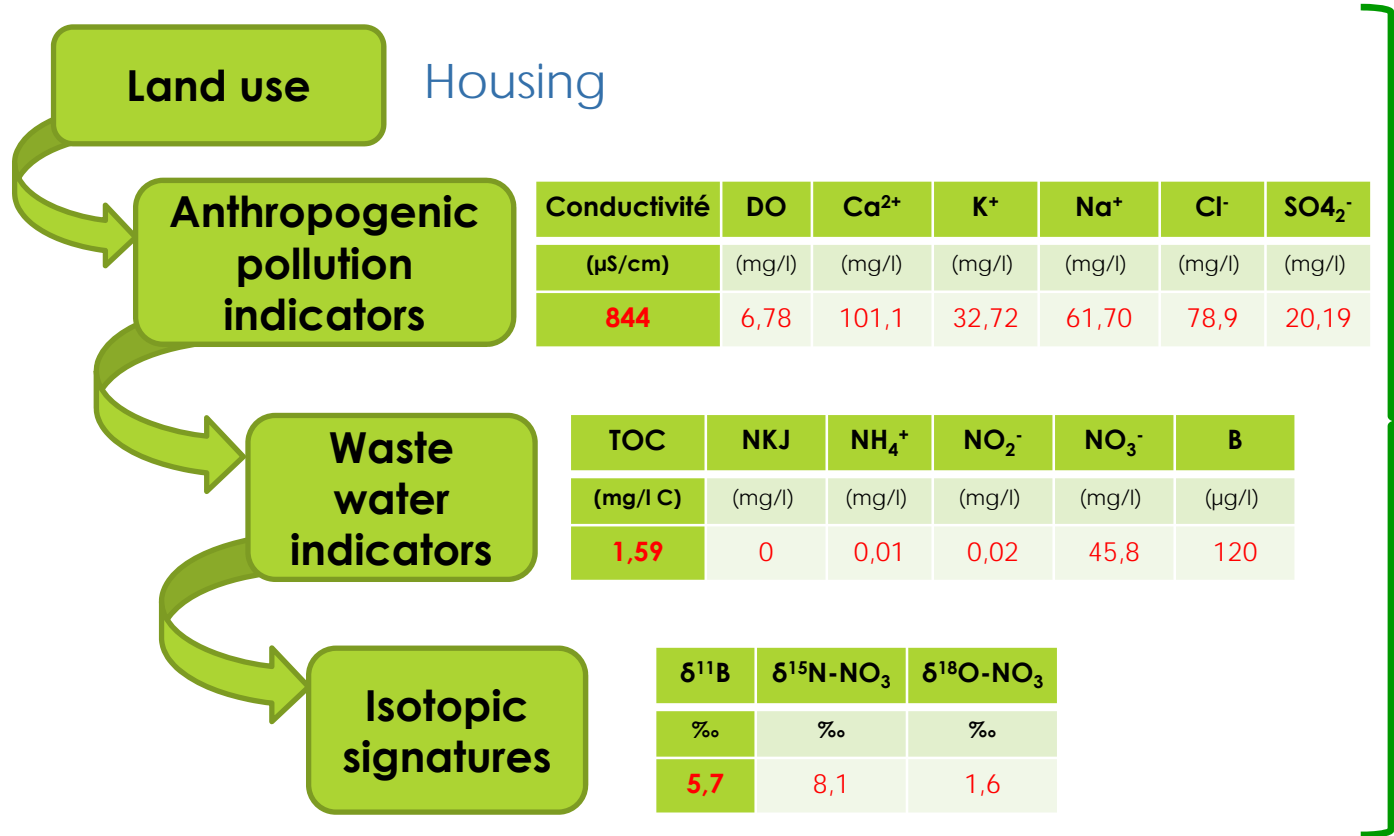 Land use
Housing
Anthropogenic
pollution
indicators
Conductivité DO Ca²⁺ K⁺ Na⁺ Cl⁻ SO4₂⁻
(µS/cm) (mg/l) (mg/l) (mg/l) (mg/l) (mg/l) (mg/l)
844 6,78 101,1 32,72 61,70 78,9 20,19
Waste
water
indicators
TOC NKJ NH₄⁺ NO₂⁻ NO₃⁻ B
(mg/l C) (mg/l) (mg/l) (mg/l) (mg/l) (µg/l)
1,59 0 0,01 0,02 45,8 120
Isotopic
signatures
δ¹¹B δ¹⁵N-NO₃ δ¹⁸O-NO₃
‰ ‰ ‰
5,7 8,1 1,6